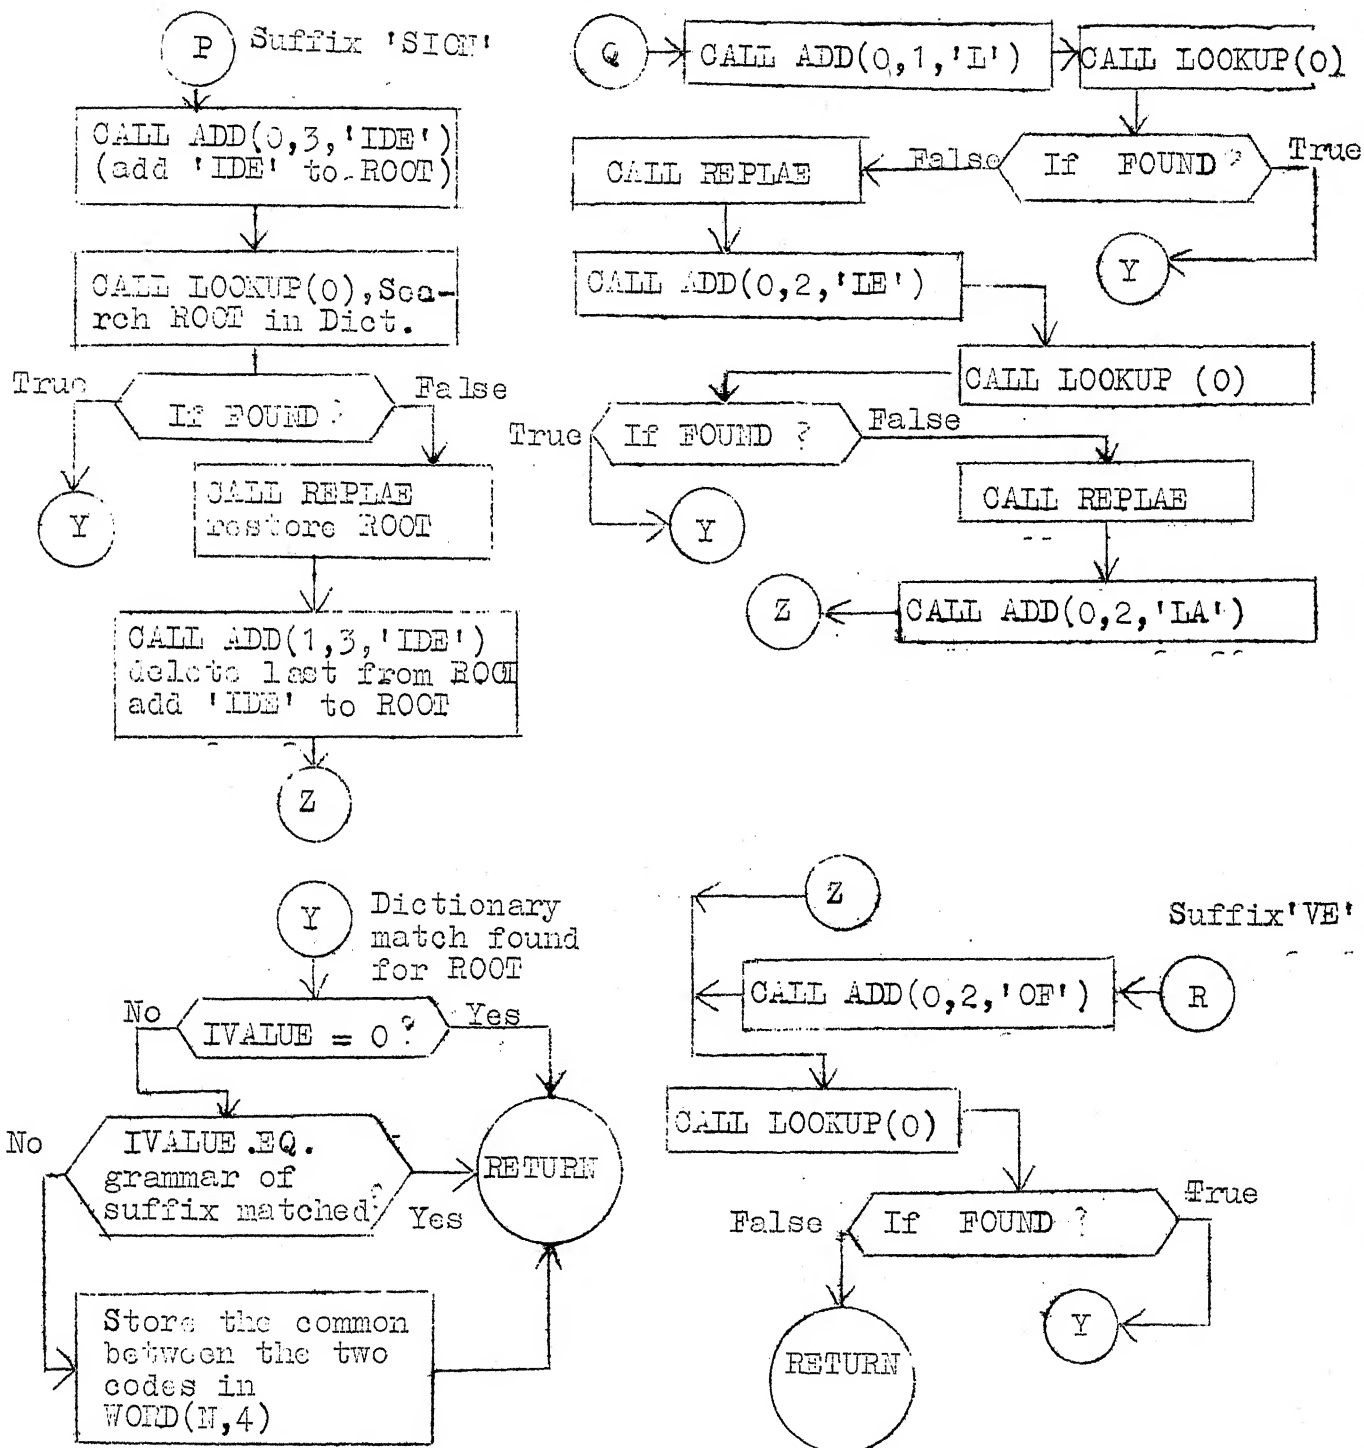 P Suffix 'SION'
CALL ADD(0,3,'IDE')
(add 'IDE' to ROOT)
CALL LOOKUP(0),Sea-
rch ROOT in Dict.
True
False
If FOUND ?
Y
CALL REPLAE
restore ROOT
CALL ADD(1,3,'IDE')
delete last from ROOT
add 'IDE' to ROOT
Z
Q
CALL ADD(0,1,'L')
CALL LOOKUP(0)
CALL REPLAE
False
If FOUND ?
True
Y
CALL ADD(0,2,'LE')
CALL LOOKUP (0)
True
If FOUND ?
False
Y
CALL REPLAE
Z
CALL ADD(0,2,'LA')
Y
Dictionary
match found
for ROOT
No
IVALUE = 0 ?
Yes
No
IVALUE .EQ.
grammar of
suffix matched?
Yes
RETURN
Store the common
between the two
codes in
WORD(N,4)
Z
Suffix'VE'
CALL ADD(0,2,'OF')
R
CALL LOOKUP(0)
False
If FOUND ?
True
Y
RETURN